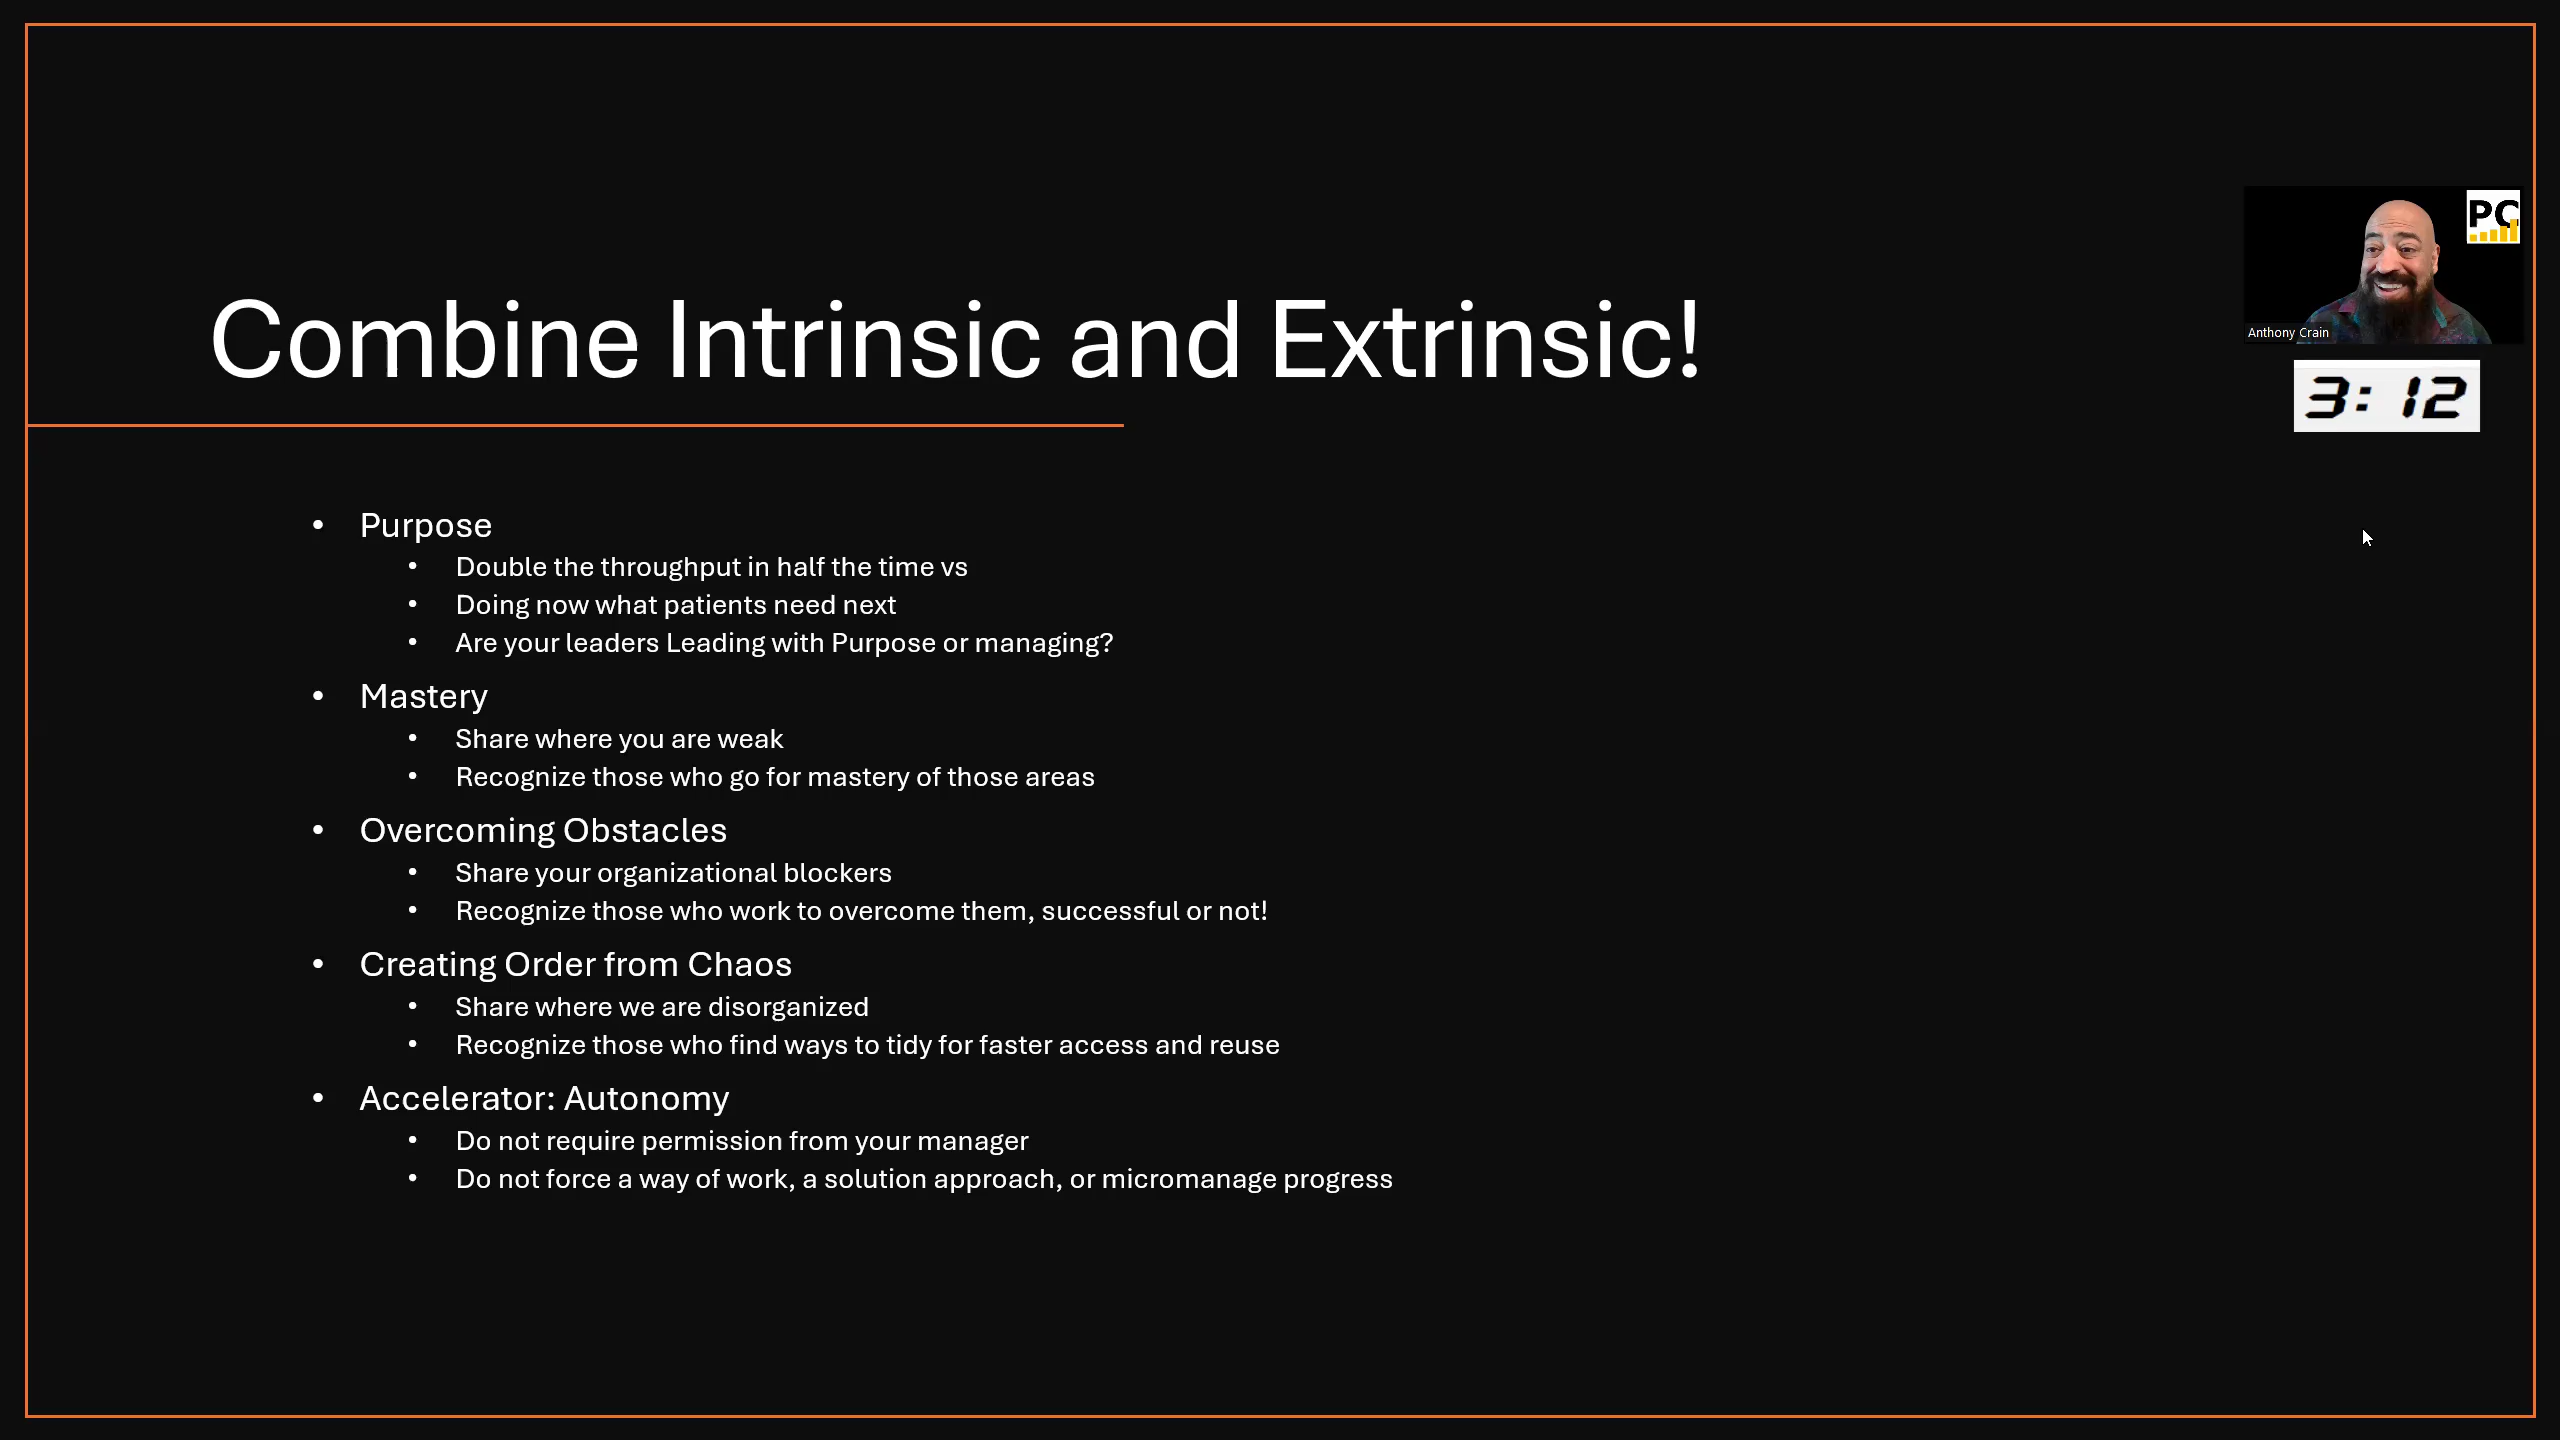 Combine Intrinsic and Extrinsic!
PC
Anthony Crain
3:12
• Purpose
• Double the throughput in half the time vs
• Doing now what patients need next
• Are your leaders Leading with Purpose or managing?
• Mastery
• Share where you are weak
• Recognize those who go for mastery of those areas
• Overcoming Obstacles
• Share your organizational blockers
• Recognize those who work to overcome them, successful or not!
• Creating Order from Chaos
• Share where we are disorganized
• Recognize those who find ways to tidy for faster access and reuse
• Accelerator: Autonomy
• Do not require permission from your manager
• Do not force a way of work, a solution approach, or micromanage progress